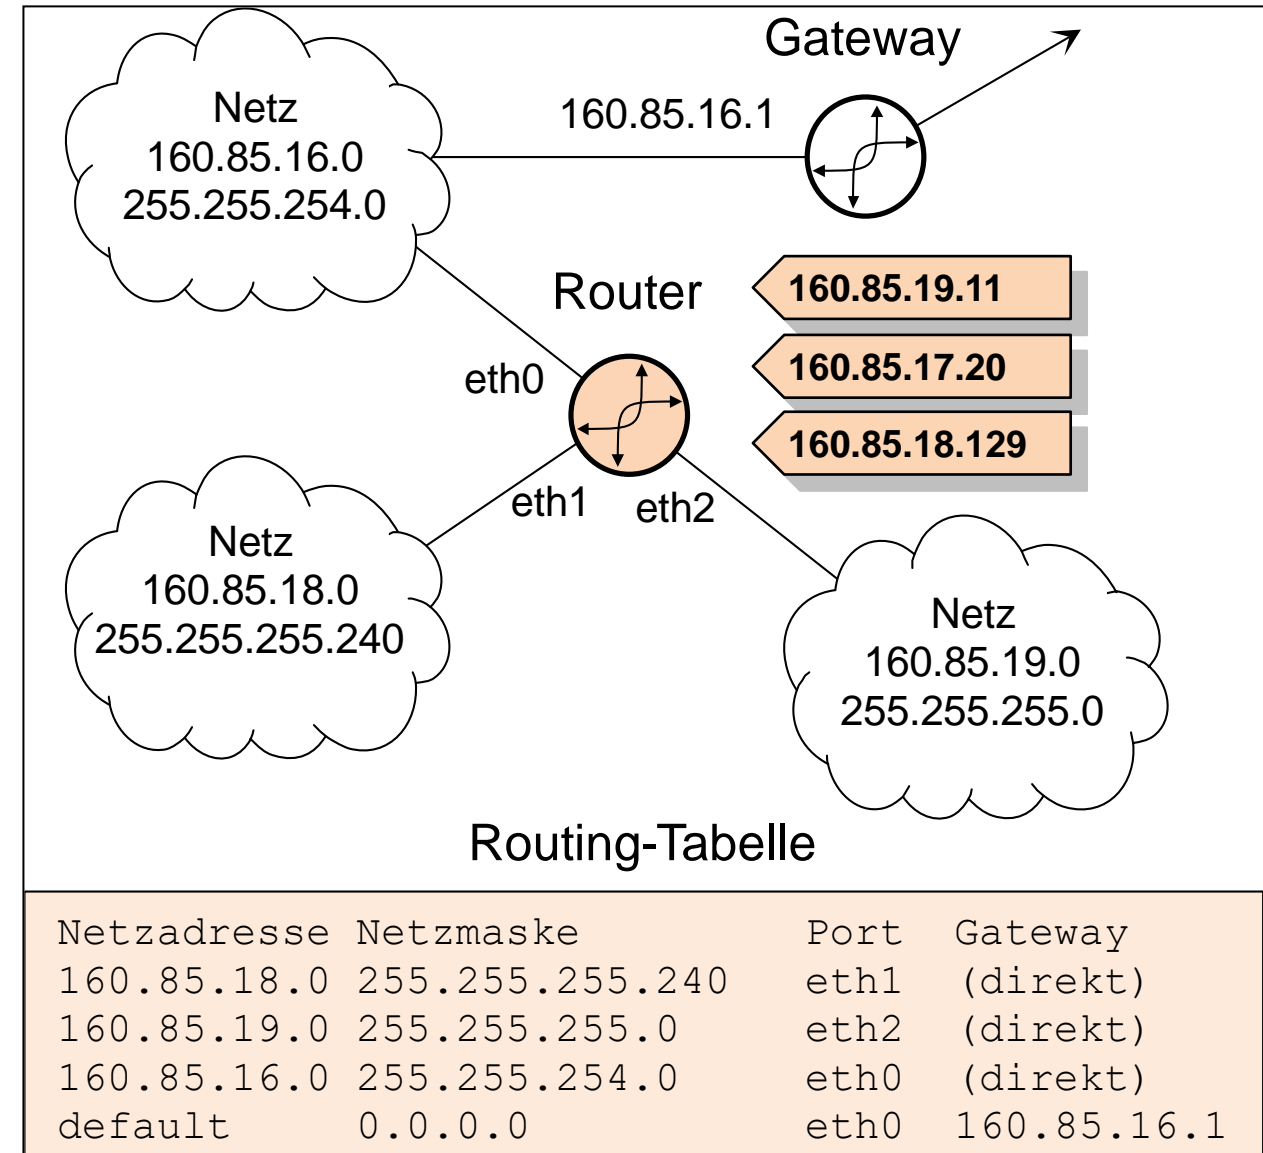 Gateway
160.85.16.1
Netz
160.85.16.0
255.255.254.0
Router
160.85.19.11
160.85.17.20
160.85.18.129
eth0
eth1
eth2
Netz
160.85.18.0
255.255.255.240
Netz
160.85.19.0
255.255.255.0
Routing-Tabelle
Netzadresse Netzmaske Port Gateway
160.85.18.0 255.255.255.240 eth1 (direkt)
160.85.19.0 255.255.255.0 eth2 (direkt)
160.85.16.0 255.255.254.0 eth0 (direkt)
default 0.0.0.0 eth0 160.85.16.1